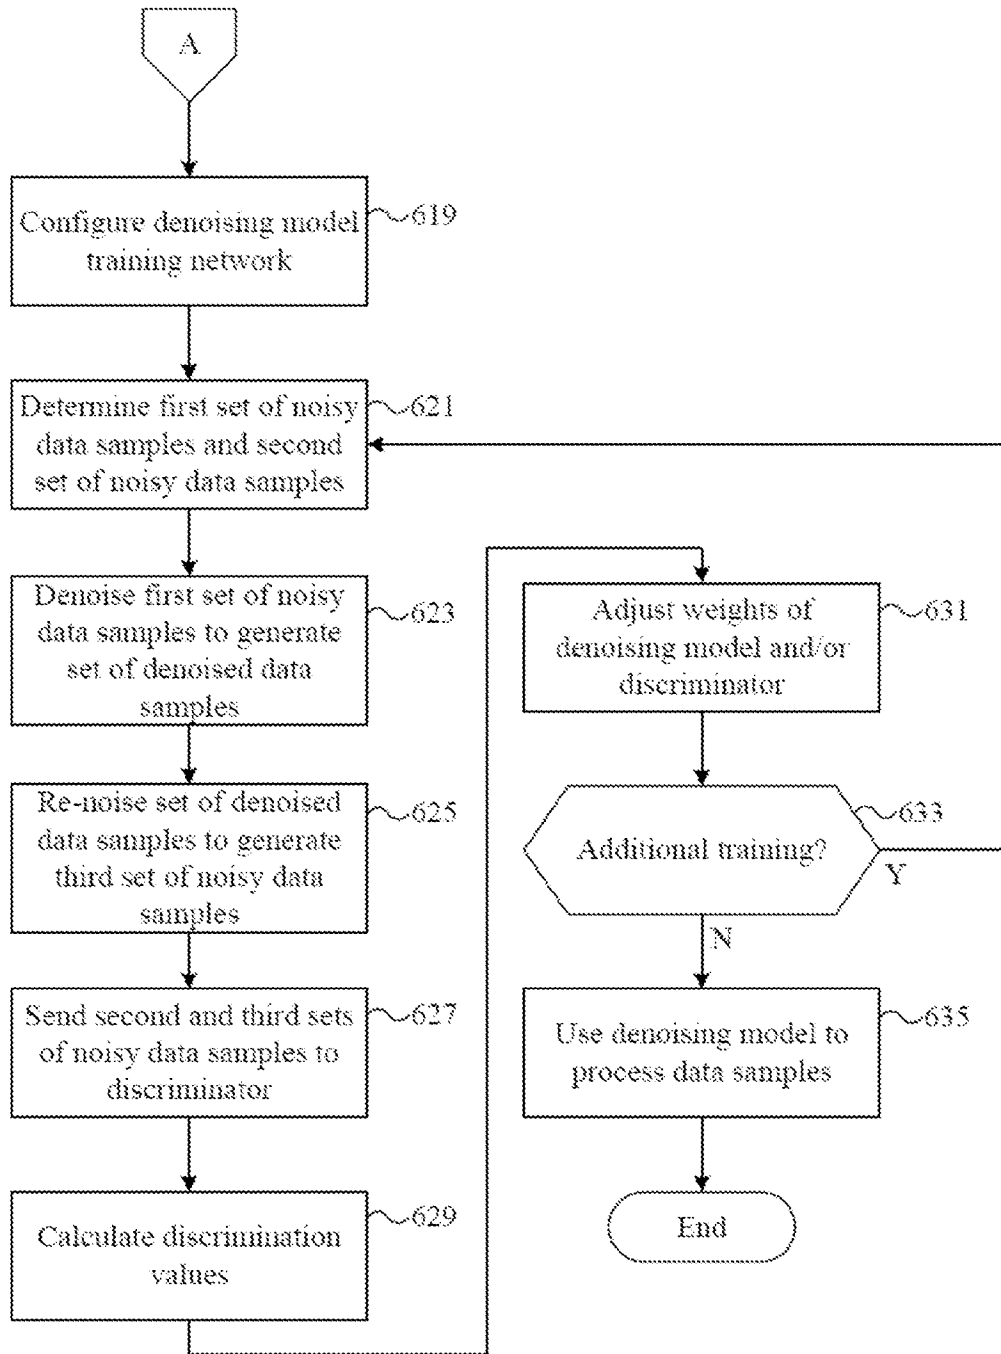 A
Configure denoising model
training network
619
Determine first set of noisy
data samples and second
set of noisy data samples
621
Denoise first set of noisy
data samples to generate
set of denoised data
samples
623
Re-noise set of denoised
data samples to generate
third set of noisy data
samples
625
Send second and third sets
of noisy data samples to
discriminator
627
Calculate discrimination
values
629
Adjust weights of
denoising model and/or
discriminator
631
Additional training?
633
Y
N
Use denoising model to
process data samples
635
End